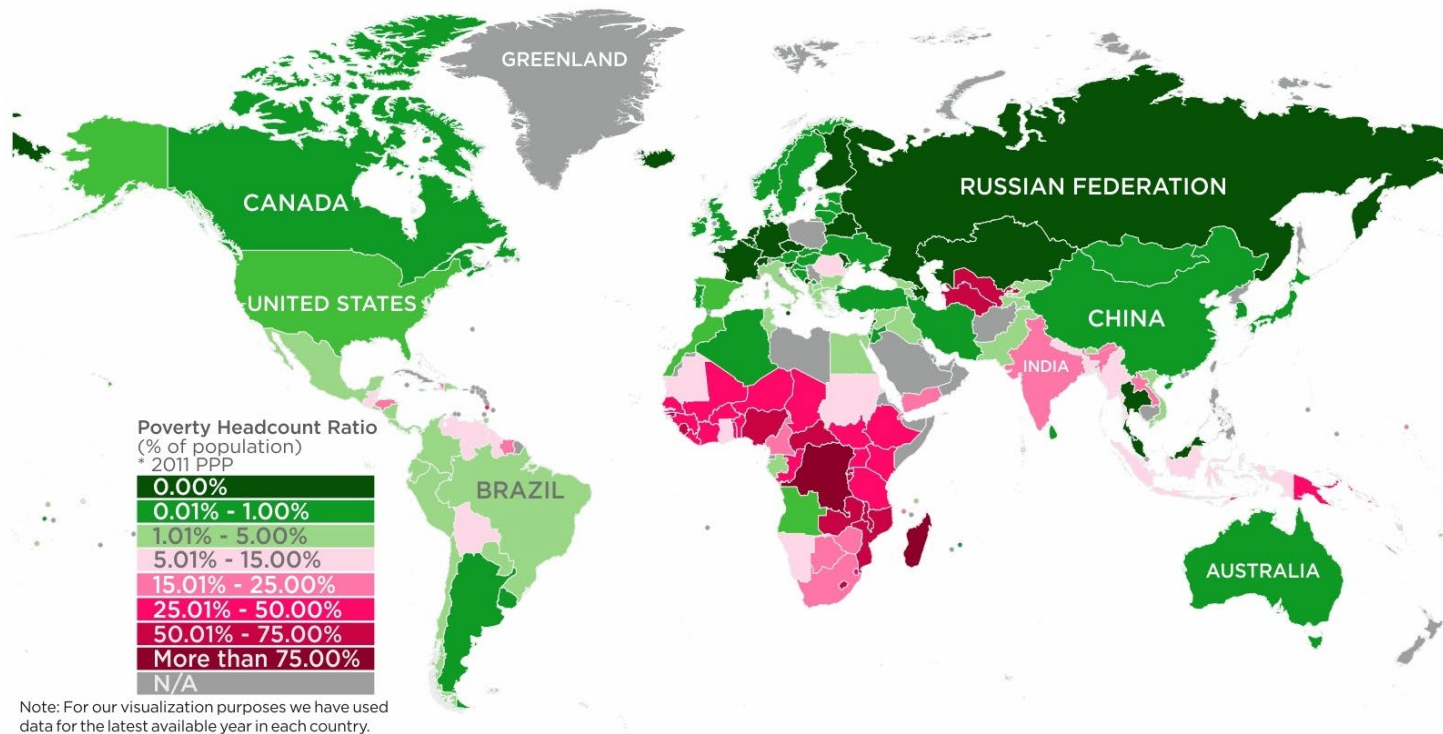 GREENLAND
CANADA
RUSSIAN FEDERATION
UNITED STATES
CHINA
INDIA
BRAZIL
AUSTRALIA
Poverty Headcount Ratio
(% of population)
* 2011 PPP
0.00%
0.01% - 1.00%
1.01% - 5.00%
5.01% - 15.00%
15.01% - 25.00%
25.01% - 50.00%
50.01% - 75.00%
More than 75.00%
N/A
Note: For our visualization purposes we have used
data for the latest available year in each country.